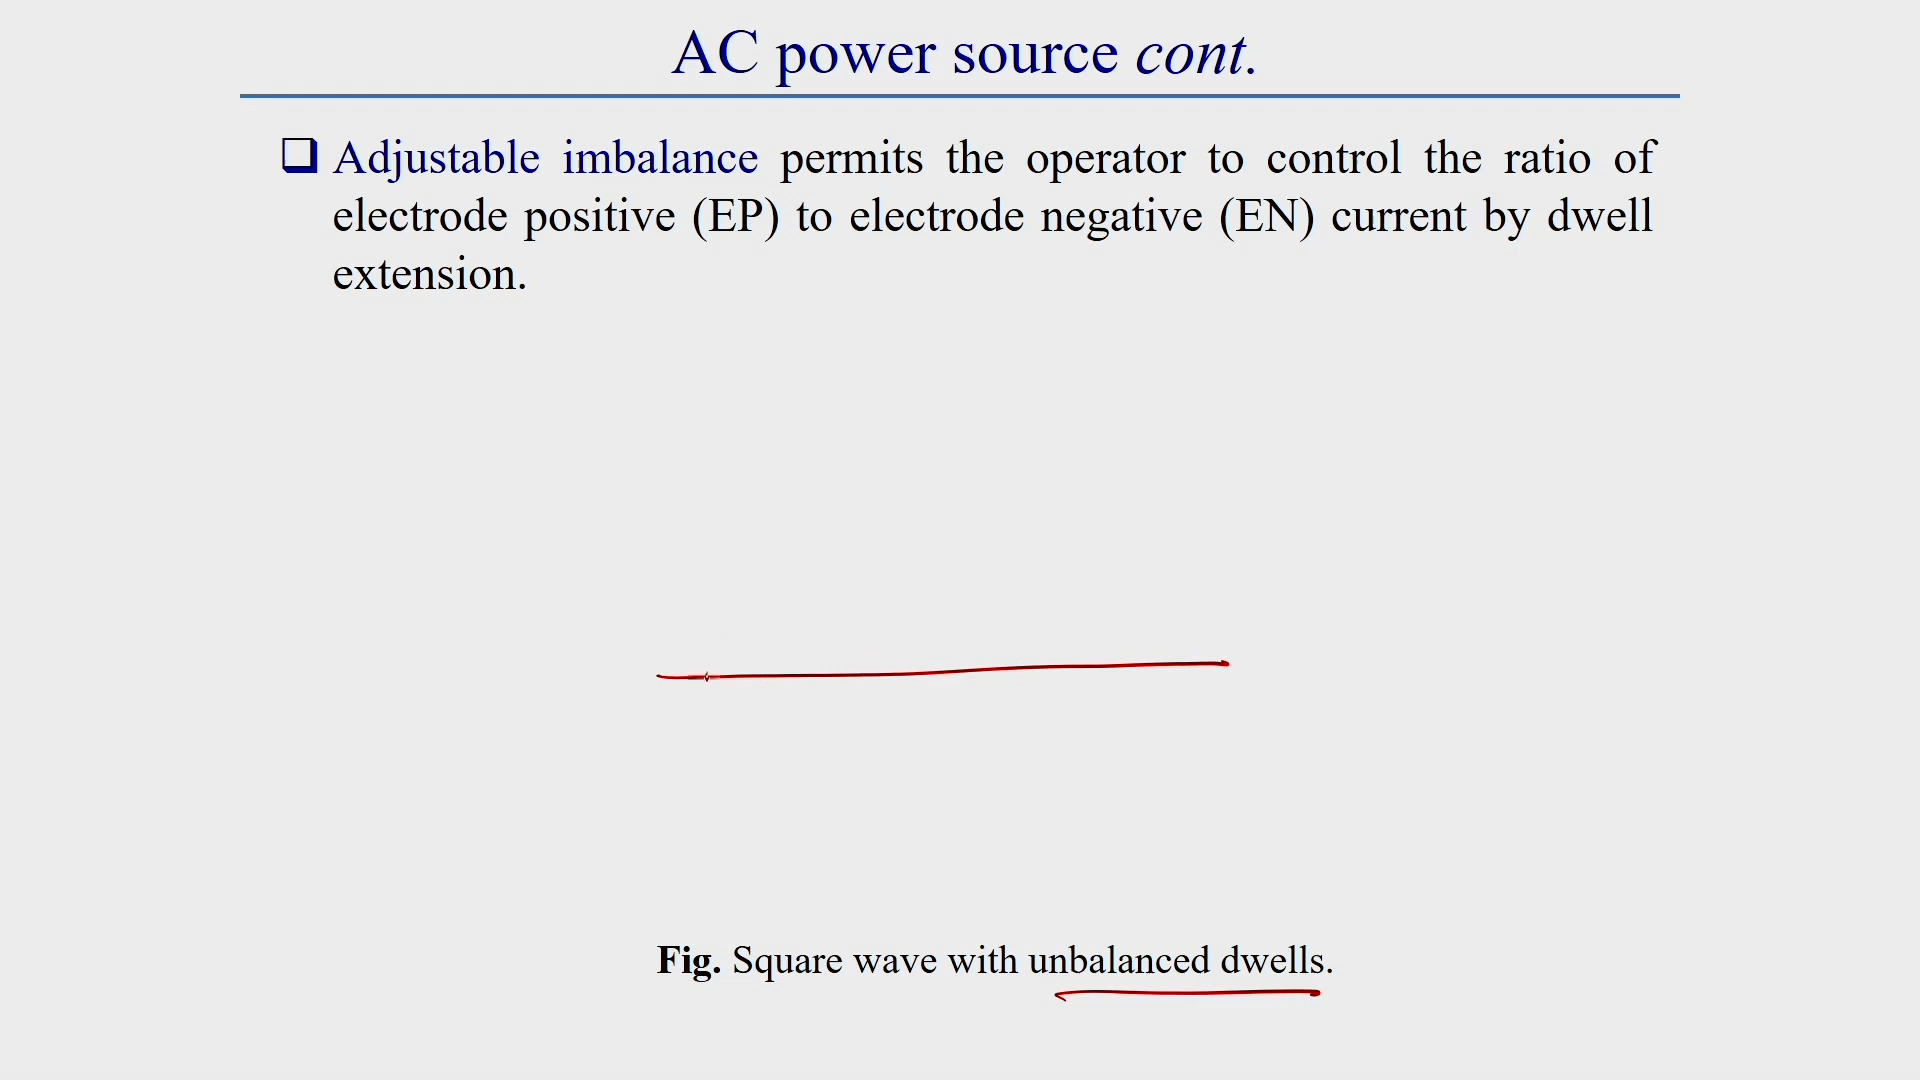 AC power source cont.
Adjustable imbalance permits the operator to control the ratio of
electrode positive (EP) to electrode negative (EN) current by dwell
extension.
Fig. Square wave with unbalanced dwells.